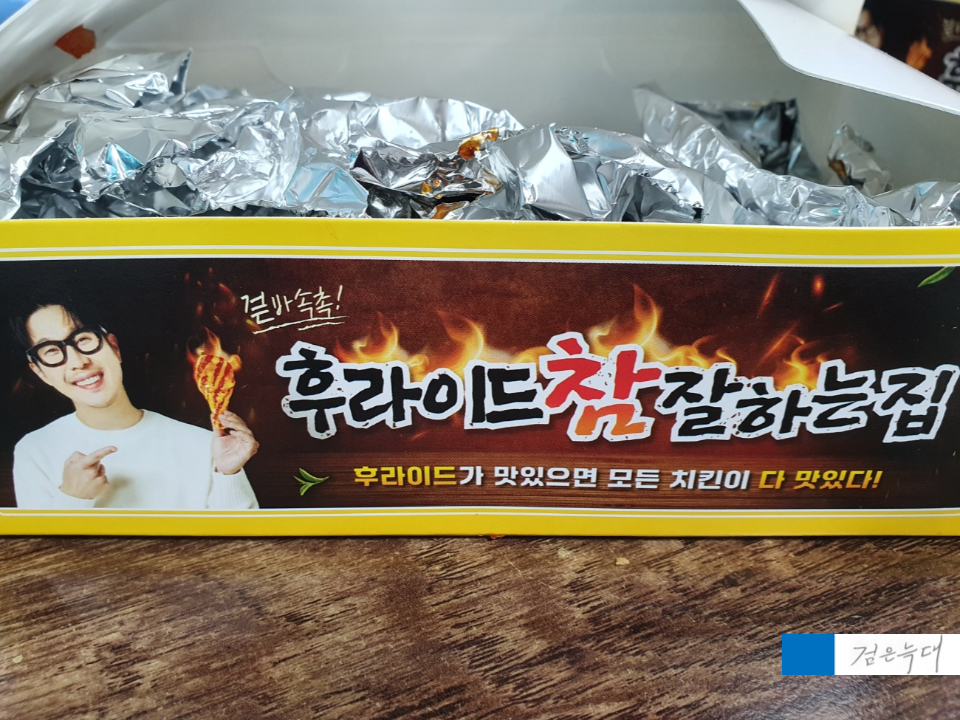 겉바속촉!
후라이드참잘하는집
후라이드가 맛있으면 모든 치킨이 다 맛있다!
검은늑대